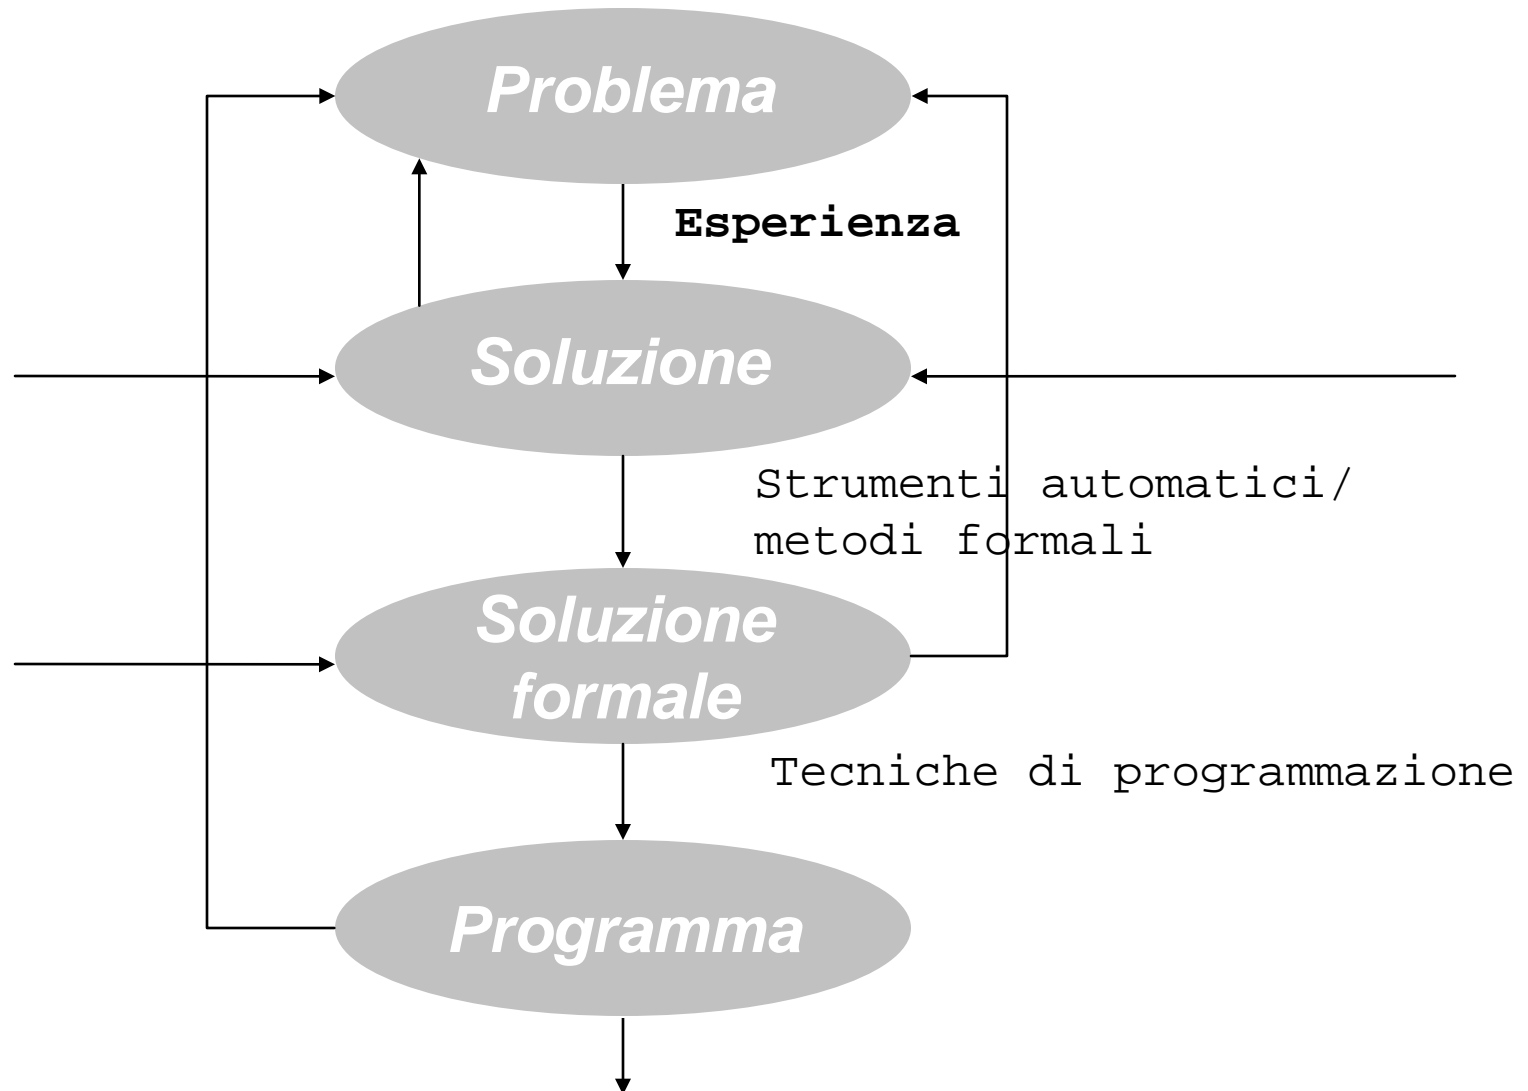 Problema
Esperienza
Soluzione
Strumenti automatici/
metodi formali
Soluzione
formale
Tecniche di programmazione
Programma